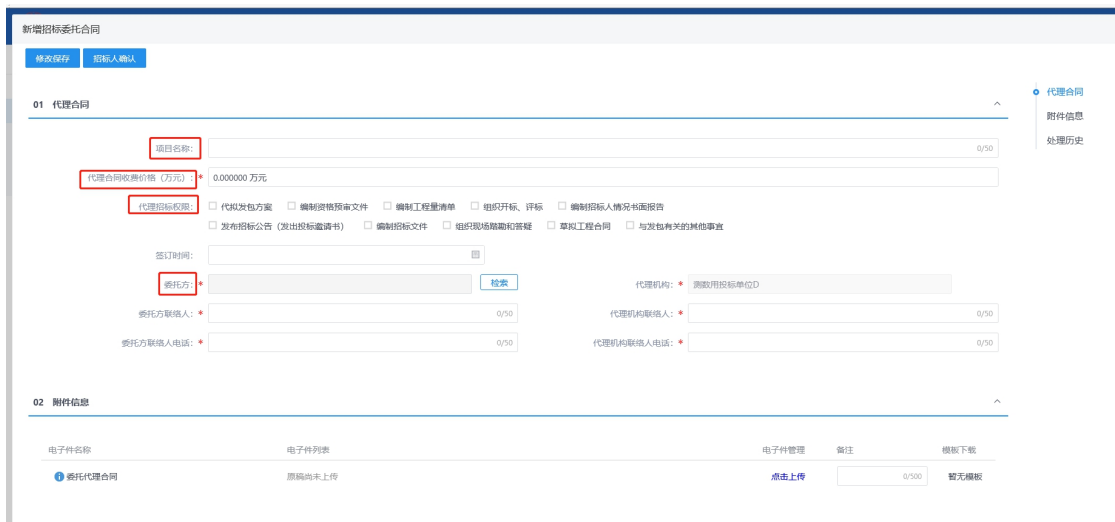 新增招标委托合同
修改保存 招标人确认
01 代理合同
代理合同
附件信息
处理历史
项目名称: 0/50
代理合同收费价格（万元）: * 0.000000 万元
代理招标权限: 代拟发包方案 编制资格预审文件 编制工程量清单 组织开标、评标 编制招标人情况书面报告
发布招标公告（发出投标邀请书） 编制招标文件 组织现场踏勘和答疑 草拟工程合同 与发包有关的其他事宜
签订时间:
委托方: * 检索 代理机构: * 测数用投标单位D
委托方联络人: * 0/50 代理机构联络人: * 0/50
委托方联络人电话: * 0/50 代理机构联络人电话: * 0/50
02 附件信息
电子件名称 电子件列表 电子件管理 备注 模板下载
委托代理合同 原稿尚未上传 点击上传 0/500 暂无模板